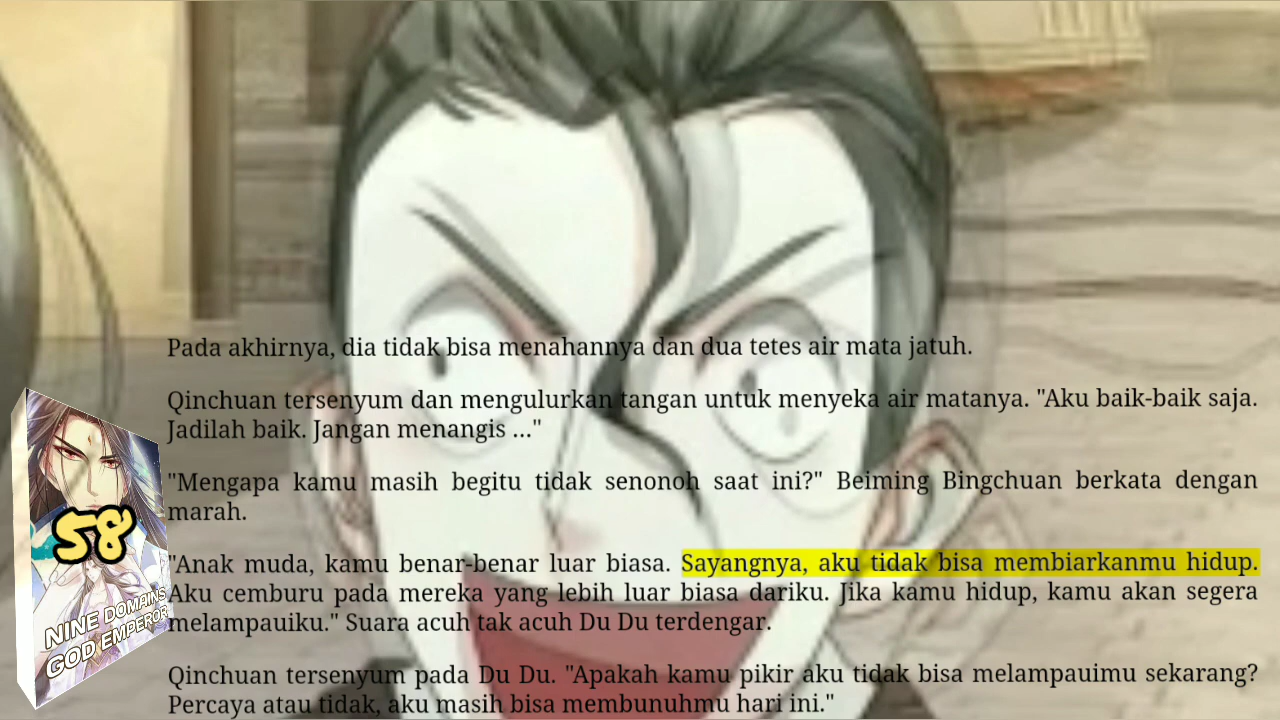 Pada akhirnya, dia tidak bisa menahannya dan dua tetes air mata jatuh.
Qinchuan tersenyum dan mengulurkan tangan untuk menyeka air matanya. "Aku baik-baik saja.
Jadilah baik. Jangan menangis ..."
"Mengapa kamu masih begitu tidak senonoh saat ini?" Beiming Bingchuan berkata dengan
marah.
"Anak muda, kamu benar-benar luar biasa. Sayangnya, aku tidak bisa membiarkanmu hidup.
Aku cemburu pada mereka yang lebih luar biasa dariku. Jika kamu hidup, kamu akan segera
melampauiku." Suara acuh tak acuh Du Du terdengar.
Qinchuan tersenyum pada Du Du. "Apakah kamu pikir aku tidak bisa melampauimu sekarang?
Percaya atau tidak, aku masih bisa membunuhmu hari ini."
58
NINE DOMAINS
GOD EMPEROR